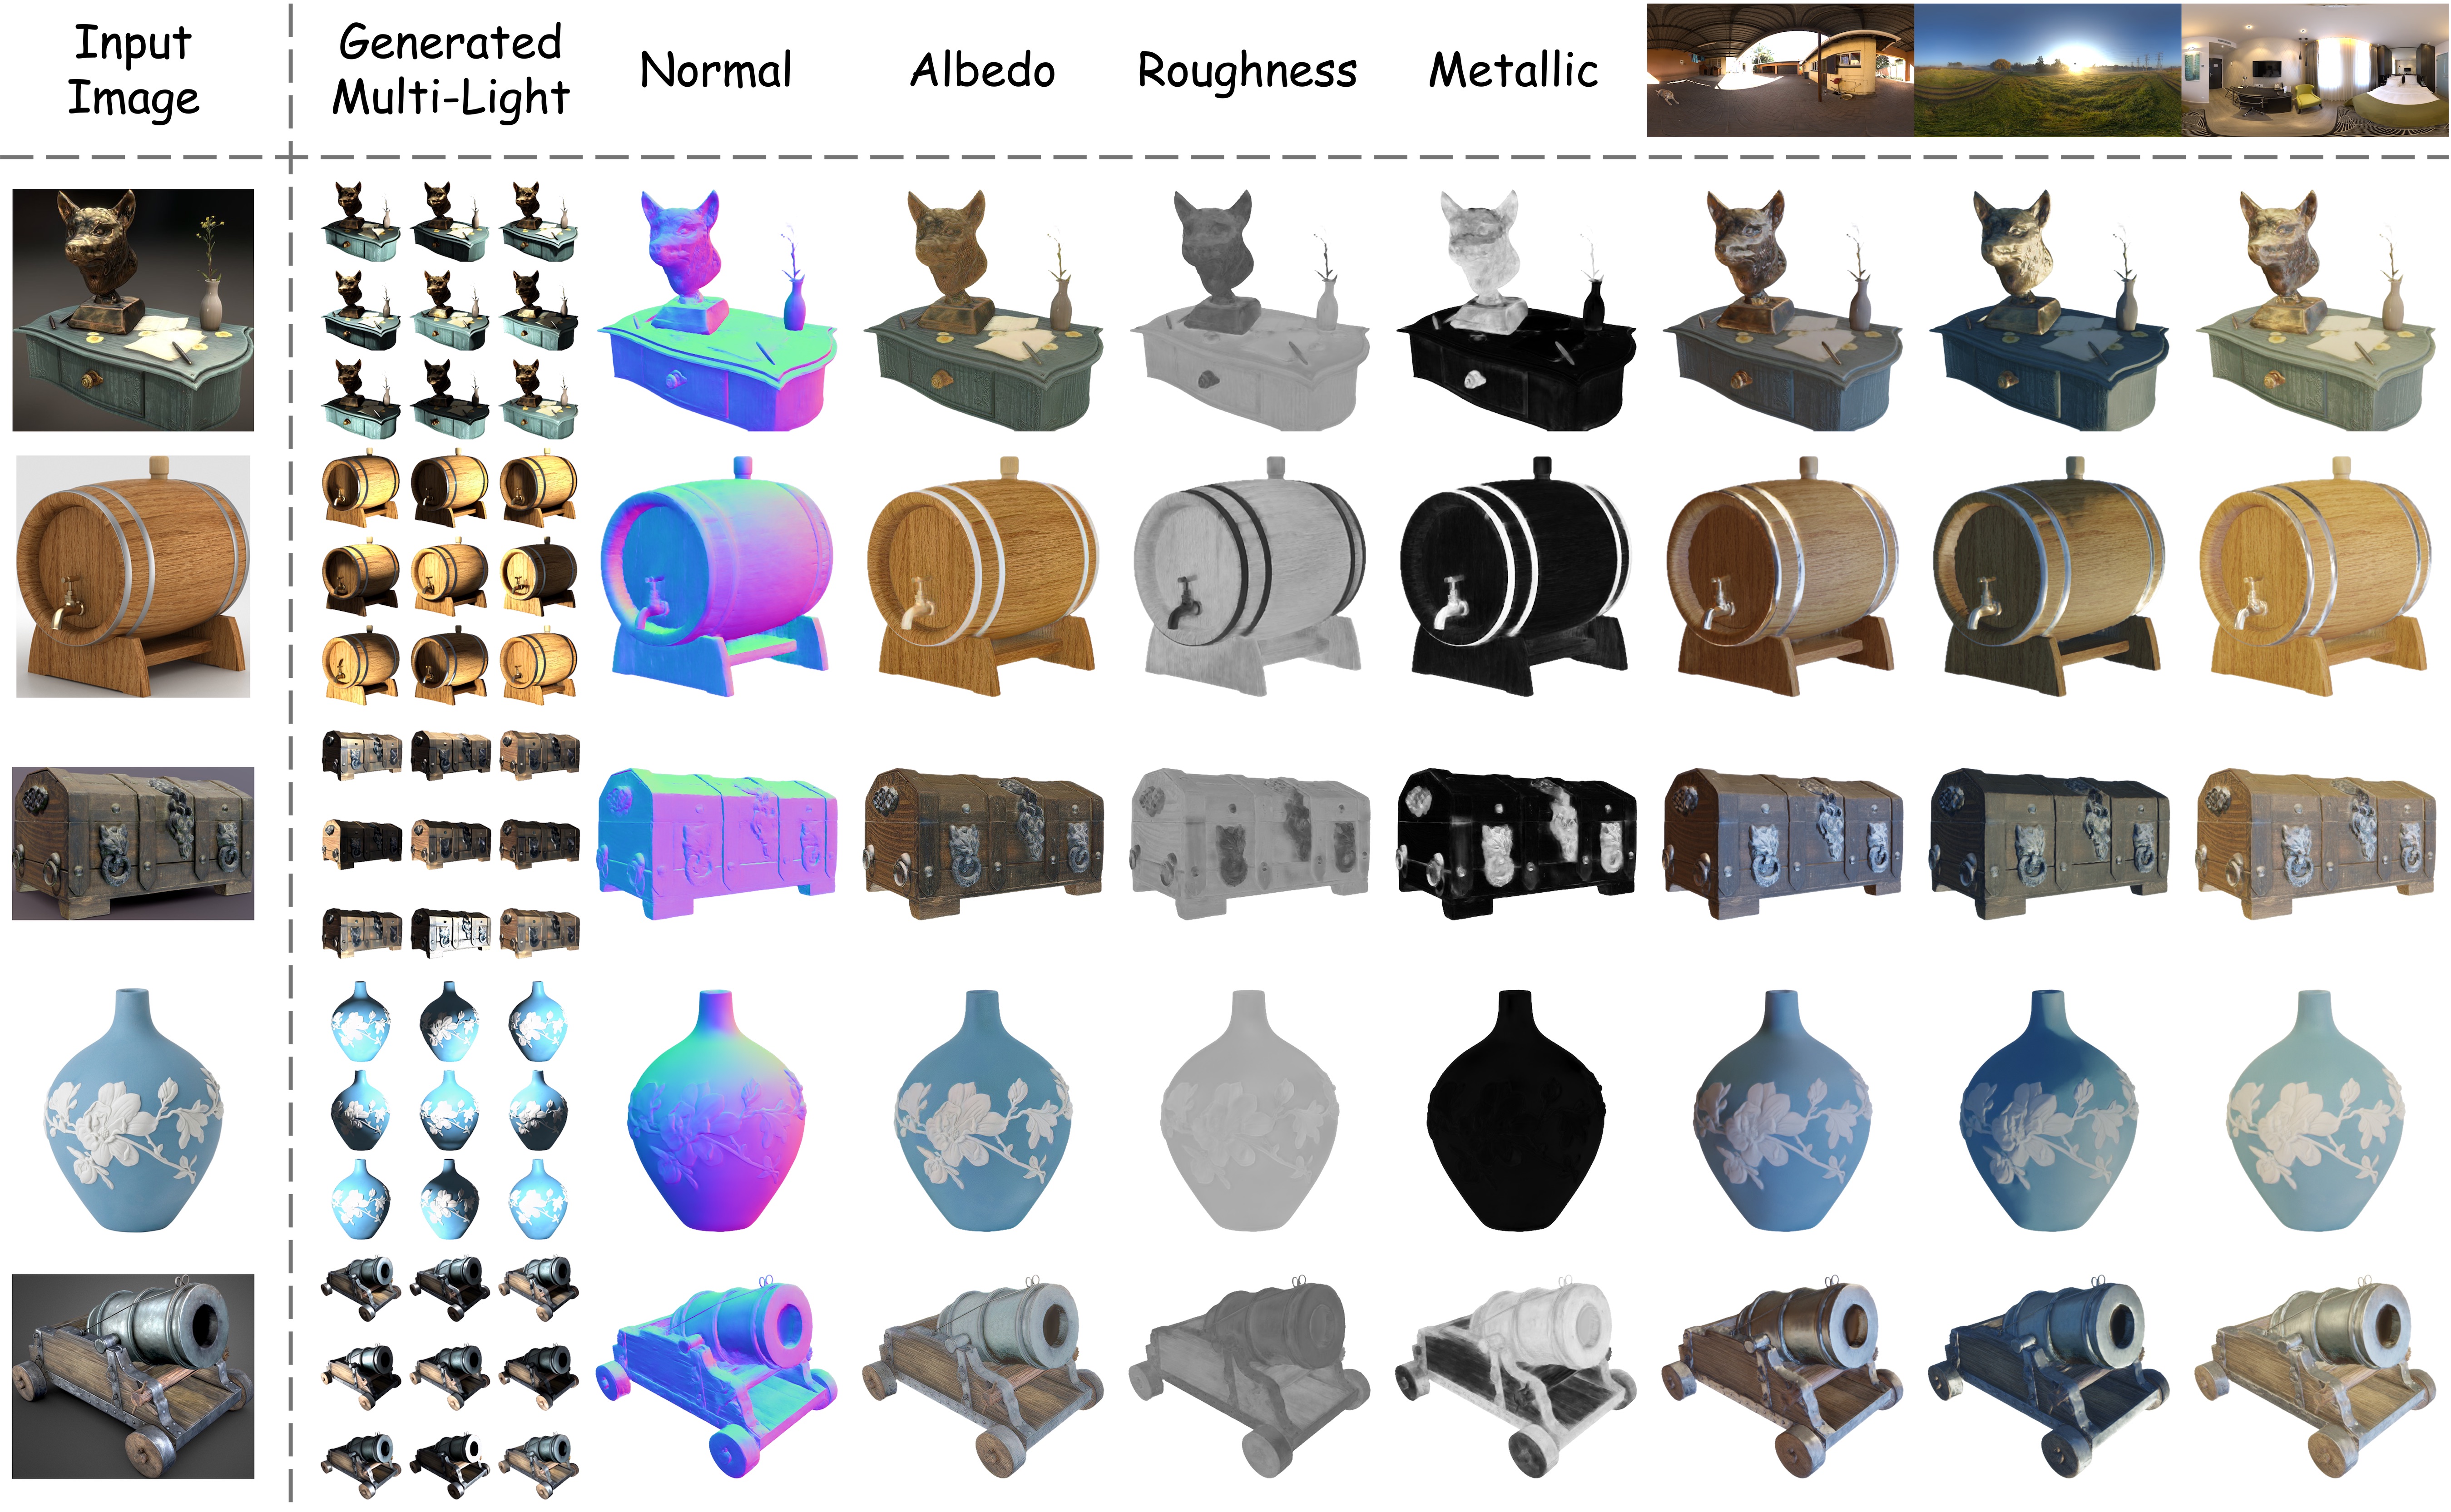 Input
Image
Generated
Multi-Light
Normal
Albedo
Roughness
Metallic